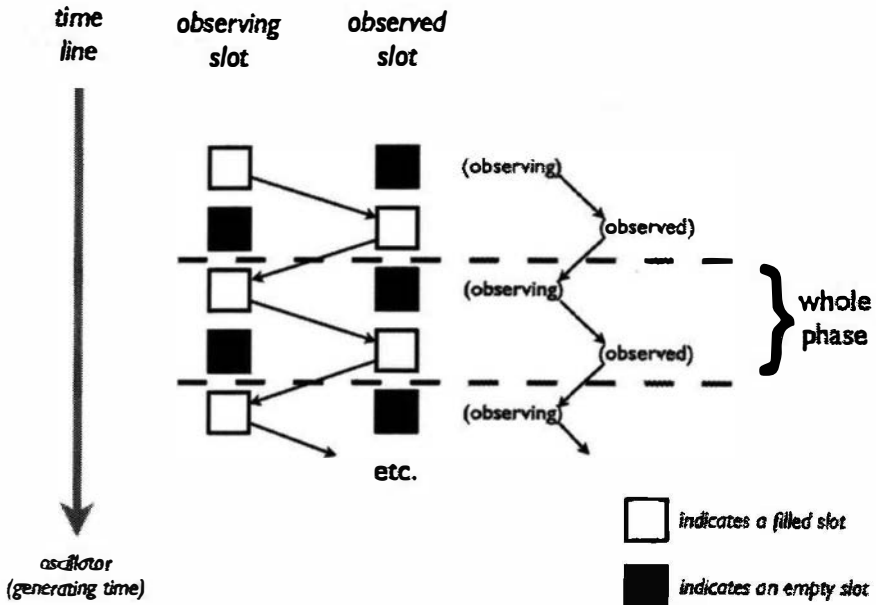 time
line
observing
slot
observed
slot
(observing)
(observed)
(observing)
(observed)
(observing)
whole
phase
etc.
indicates a filled slot
indicates an empty slot
oscillotor
(generating time)